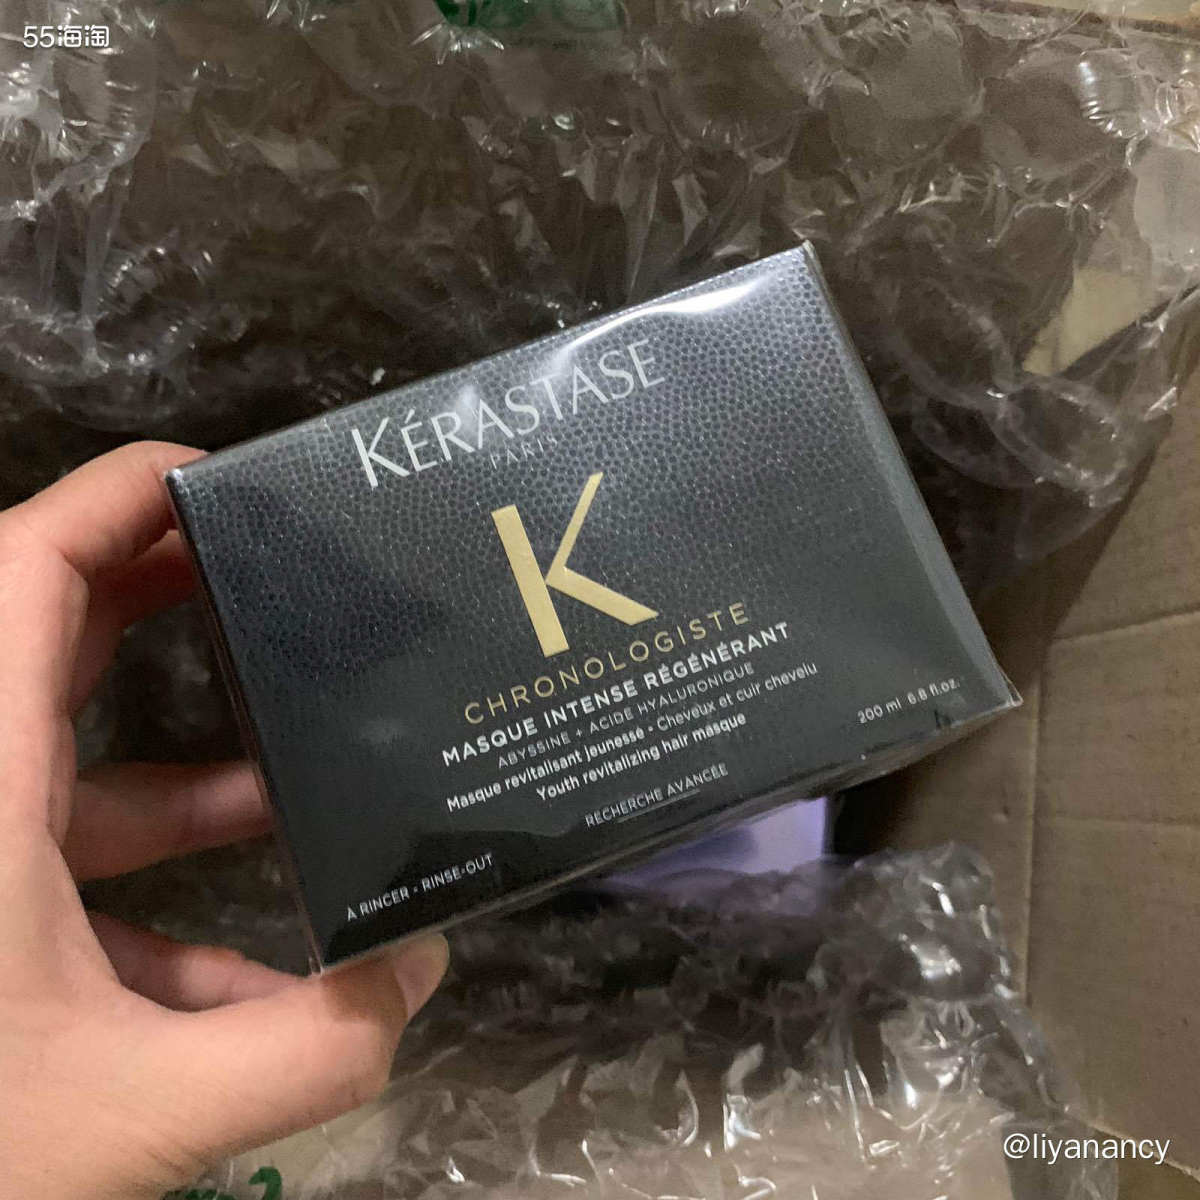 55海淘
KÉRASTASE
PARIS
K
CHRONOLOGISTE
MASQUE INTENSE RÉGÉNÉRANT
ABYSSINE + ACIDE HYALURONIQUE
Masque revitalisant jeunesse • Cheveux et cuir chevelu
Youth revitalizing hair masque
RECHERCHE AVANCÉE
200 ml 6.8 fl.oz.
À RINCER - RINSE-OUT
@liyanancy